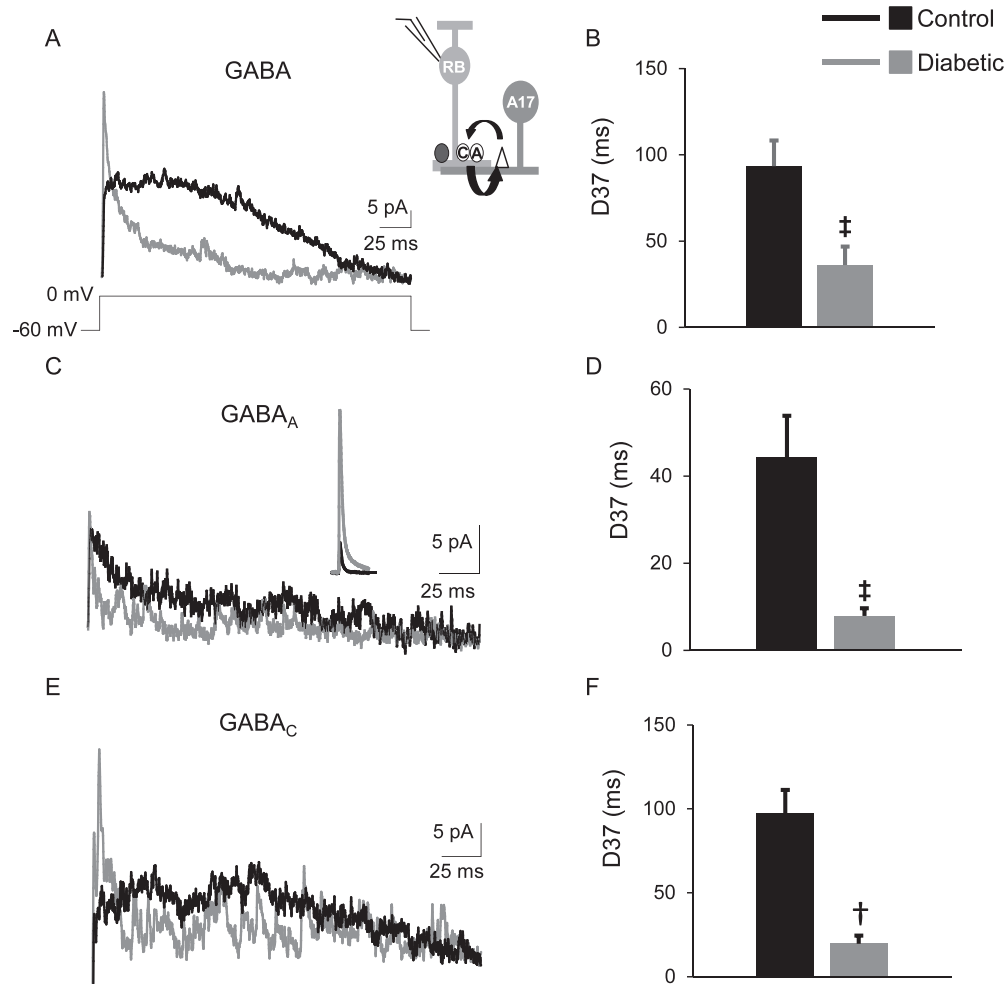 A
GABA
RB
A17
C A
5 pA
25 ms
0 mV
-60 mV
B
Control
Diabetic
D37 (ms)
150
100
50
0
‡
C
GABAA
5 pA
25 ms
D
D37 (ms)
60
40
20
0
‡
E
GABAC
5 pA
25 ms
F
D37 (ms)
150
100
50
0
†